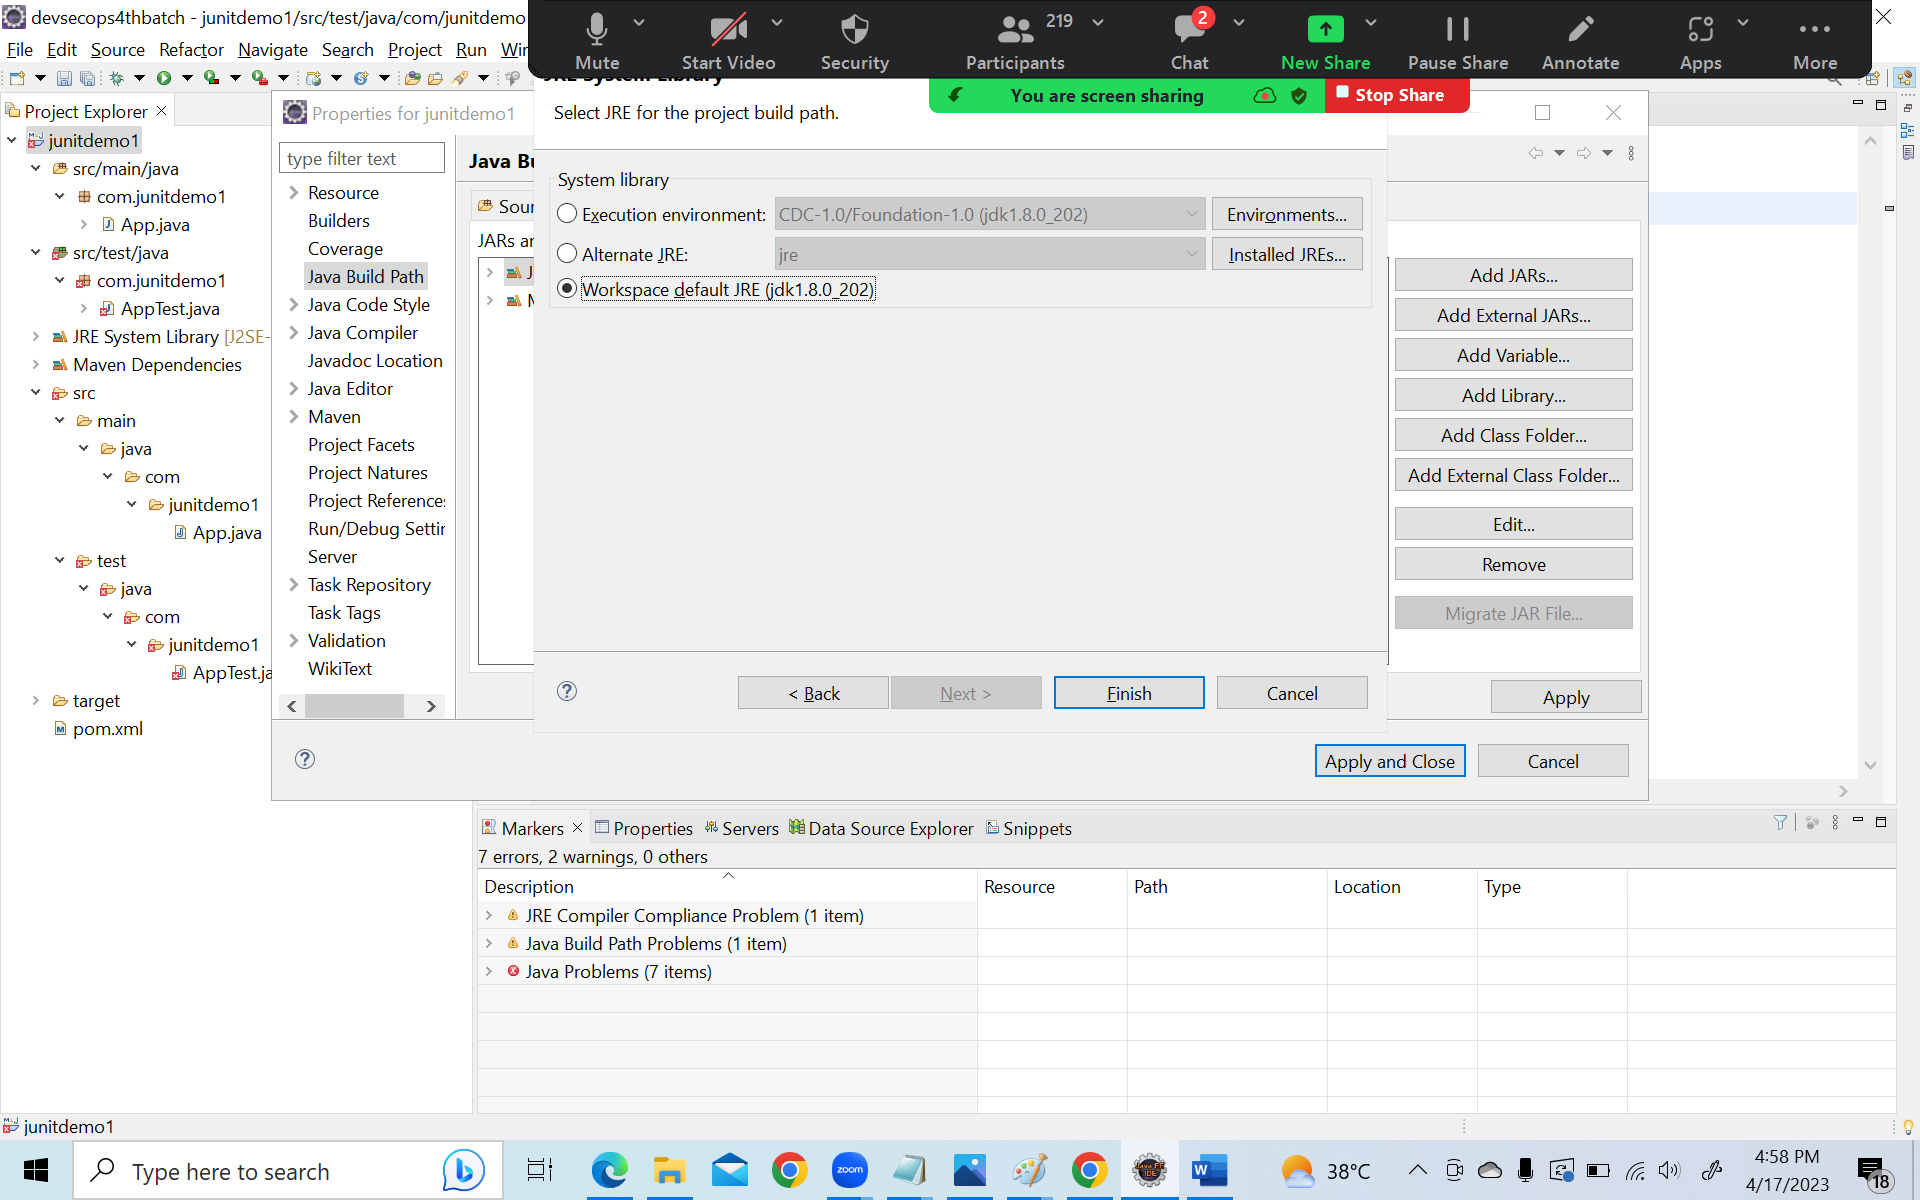 devsecops4thbatch - junitdemo1/src/test/java/com/junitdemo
File Edit Source Refactor Navigate Search Project Run
Mute
Start Video
Security
Participants 219
Chat 2
New Share
Pause Share
Annotate
Apps
More
You are screen sharing
Stop Share
Project Explorer
junitdemo1
src/main/java
com.junitdemo1
App.java
src/test/java
com.junitdemo1
AppTest.java
JRE System Library [J2SE-
Maven Dependencies
src
main
java
com
junitdemo1
App.java
test
java
com
junitdemo1
AppTest.ja
target
pom.xml
Properties for junitdemo1
type filter text
Resource
Builders
Coverage
Java Build Path
Java Code Style
Java Compiler
Javadoc Location
Java Editor
Maven
Project Facets
Project Natures
Project References
Run/Debug Settin
Server
Task Repository
Task Tags
Validation
WikiText
Java Bu
Sour
JARs ar
JRE System Library
Select JRE for the project build path.
System library
Execution environment: CDC-1.0/Foundation-1.0 (jdk1.8.0_202) Environments...
Alternate JRE: jre Installed JREs...
Workspace default JRE (jdk1.8.0_202)
< Back Next > Finish Cancel
Add JARs...
Add External JARs...
Add Variable...
Add Library...
Add Class Folder...
Add External Class Folder...
Edit...
Remove
Migrate JAR File...
Apply
Apply and Close Cancel
Markers Properties Servers Data Source Explorer Snippets
7 errors, 2 warnings, 0 others
Description Resource Path Location Type
JRE Compiler Compliance Problem (1 item)
Java Build Path Problems (1 item)
Java Problems (7 items)
junitdemo1
Type here to search
zoom
38°C
4:58 PM
4/17/2023
18